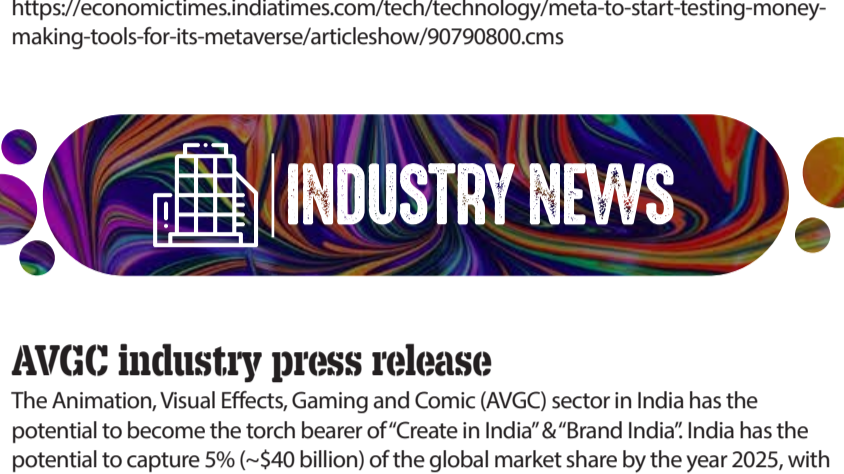 https://economictimes.indiatimes.com/tech/technology/meta-to-start-testing-money-
making-tools-for-its-metaverse/articleshow/90790800.cms
INDUSTRY NEWS
AVGC industry press release
The Animation, Visual Effects, Gaming and Comic (AVGC) sector in India has the
potential to become the torch bearer of “Create in India” & “Brand India”. India has the
potential to capture 5% (~$40 billion) of the global market share by the year 2025, with